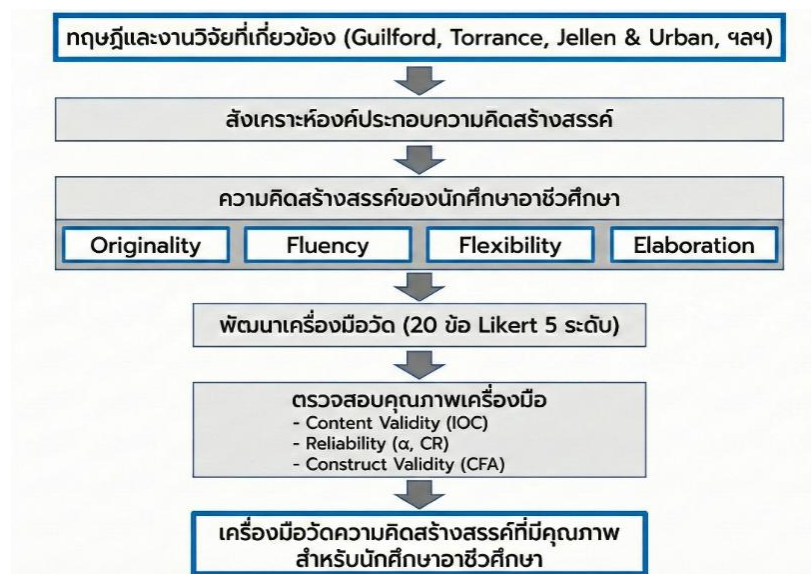 ทฤษฎีและงานวิจัยที่เกี่ยวข้อง (Guilford, Torrance, Jellen & Urban, ฯลฯ)
สังเคราะห์องค์ประกอบความคิดสร้างสรรค์
ความคิดสร้างสรรค์ของนักศึกษาอาชีวศึกษา
Originality Fluency Flexibility Elaboration
พัฒนาเครื่องมือวัด (20 ข้อ Likert 5 ระดับ)
ตรวจสอบคุณภาพเครื่องมือ
- Content Validity (IOC)
- Reliability (α, CR)
- Construct Validity (CFA)
เครื่องมือวัดความคิดสร้างสรรค์ที่มีคุณภาพ
สำหรับนักศึกษาอาชีวศึกษา